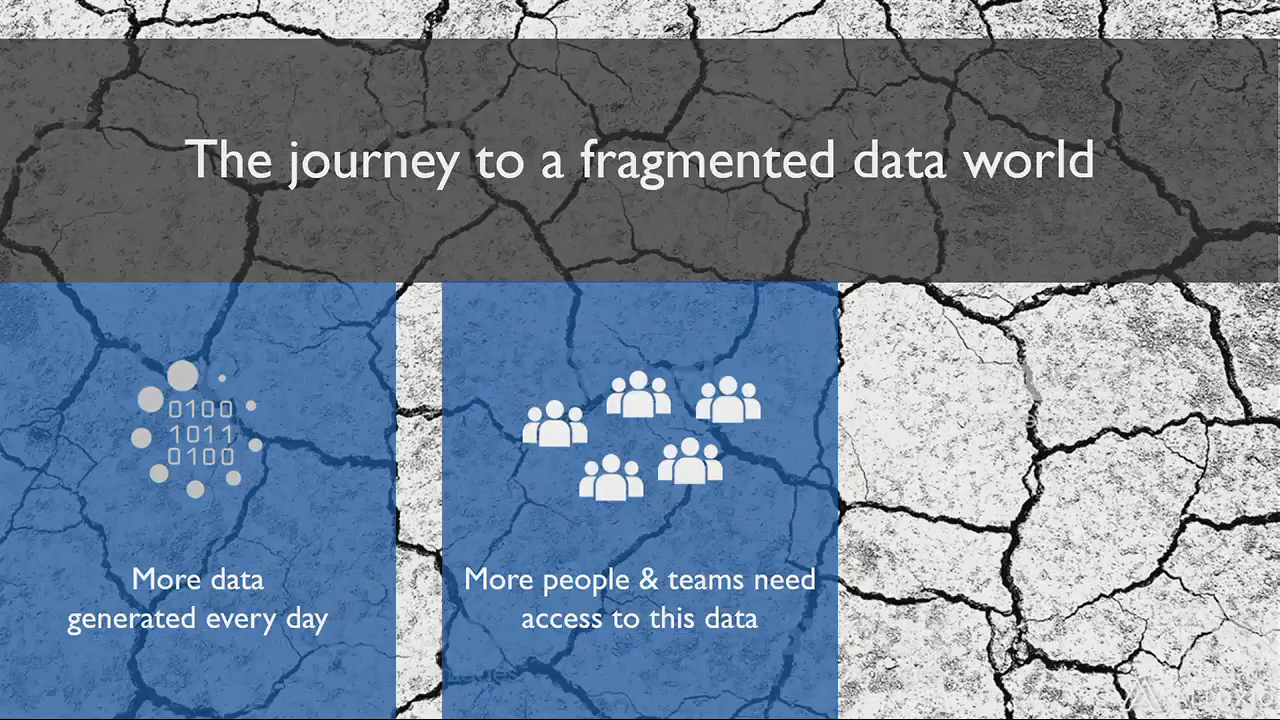 The journey to a fragmented data world
0100
1011
0100
More data
generated every day
More people & teams need
access to this data